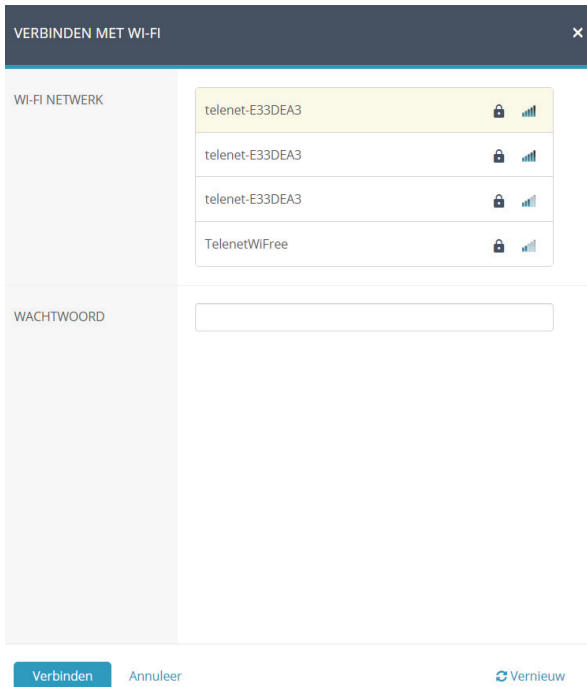 VERBINDEN MET WI-FI
WI-FI NETWERK
telenet-E33DEA3
telenet-E33DEA3
telenet-E33DEA3
TelenetWiFree
WACHTWOORD
Verbinden Annuleer Vernieuw